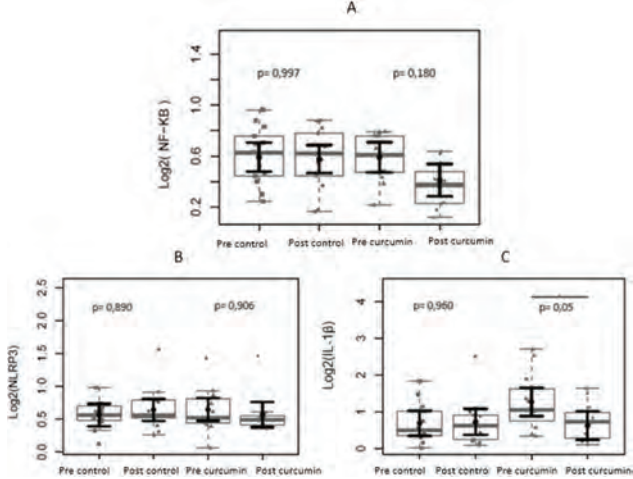 A
Log2( NF-KB )
1.4
1.0
0.6
0.2
p= 0,997
p= 0,180
Pre control
Post control
Pre curcumin
Post curcumin
B
Log2(NLRP3)
2.5
2.0
1.5
1.0
0.5
0.0
p= 0,890
p= 0,906
Pre control
Post control
Pre curcumin
Post curcumin
C
Log2(IL-1β)
4
3
2
1
0
p= 0,960
p= 0,05
Pre control
Post control
Pre curcumin
Post curcumin